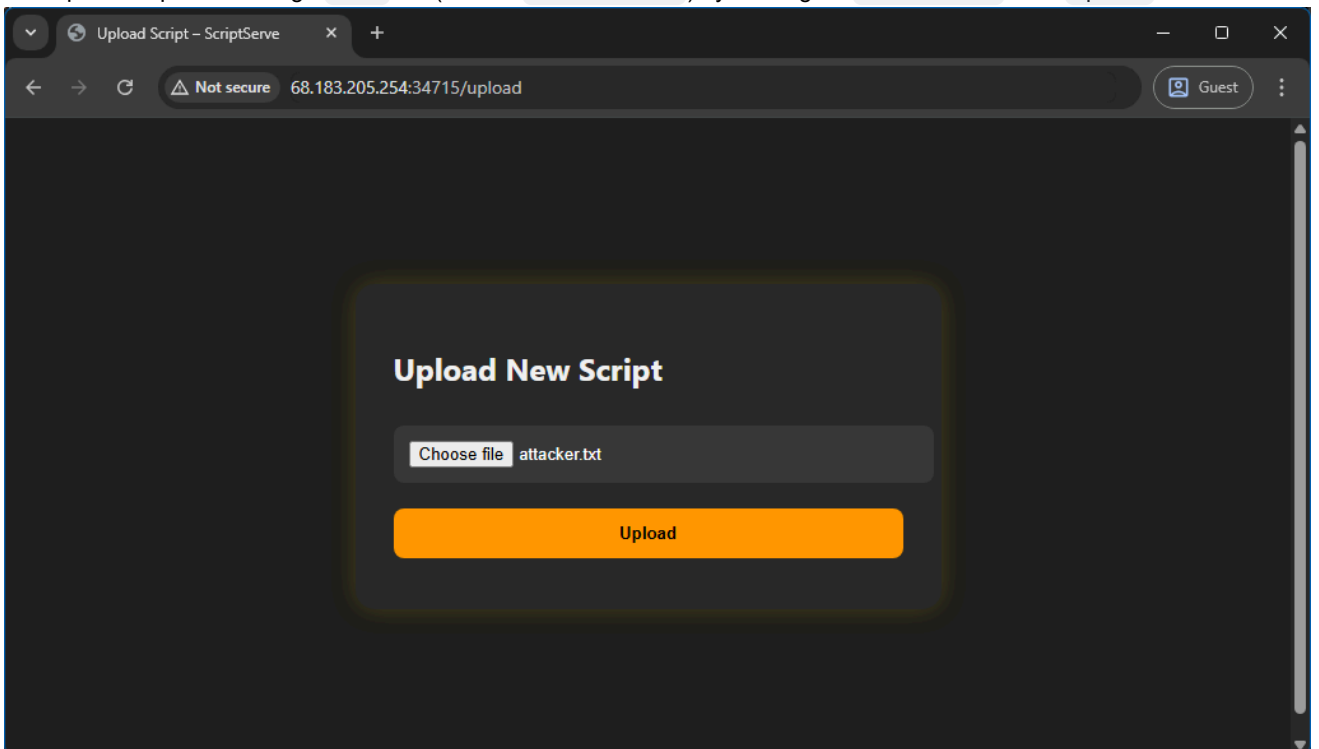 Upload Script – ScriptServe
Not secure 68.183.205.254:34715/upload
Guest
Upload New Script
Choose file attacker.txt
Upload